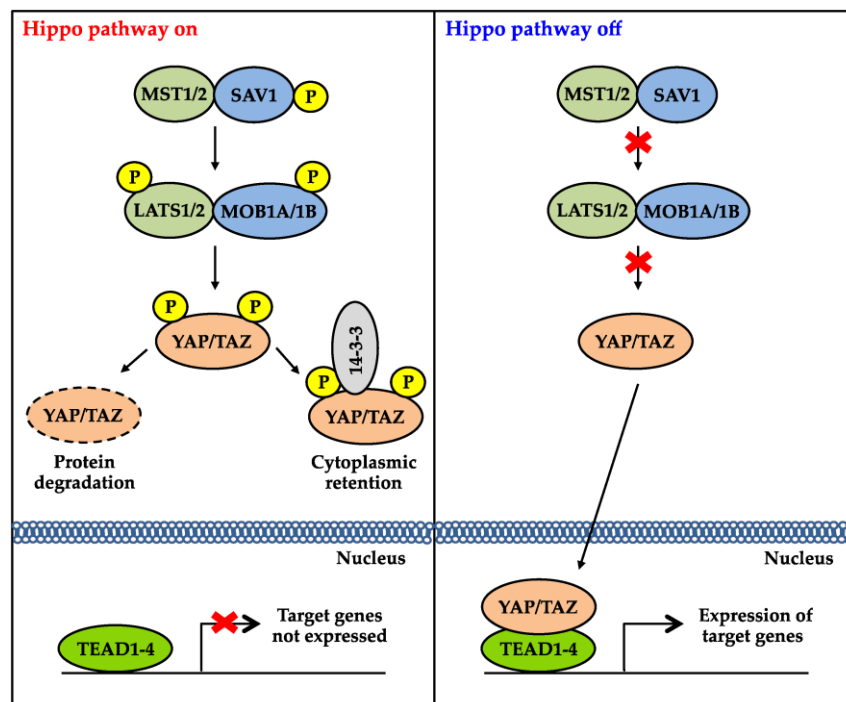 Hippo pathway on
MST1/2 SAV1 P
P P
LATS1/2 MOB1A/1B
P P
YAP/TAZ
14-3-3
P P
YAP/TAZ YAP/TAZ
Protein
degradation
Cytoplasmic
retention
Nucleus
Target genes
not expressed
TEAD1-4
Hippo pathway off
MST1/2 SAV1
LATS1/2 MOB1A/1B
YAP/TAZ
Nucleus
YAP/TAZ
TEAD1-4
Expression of
target genes